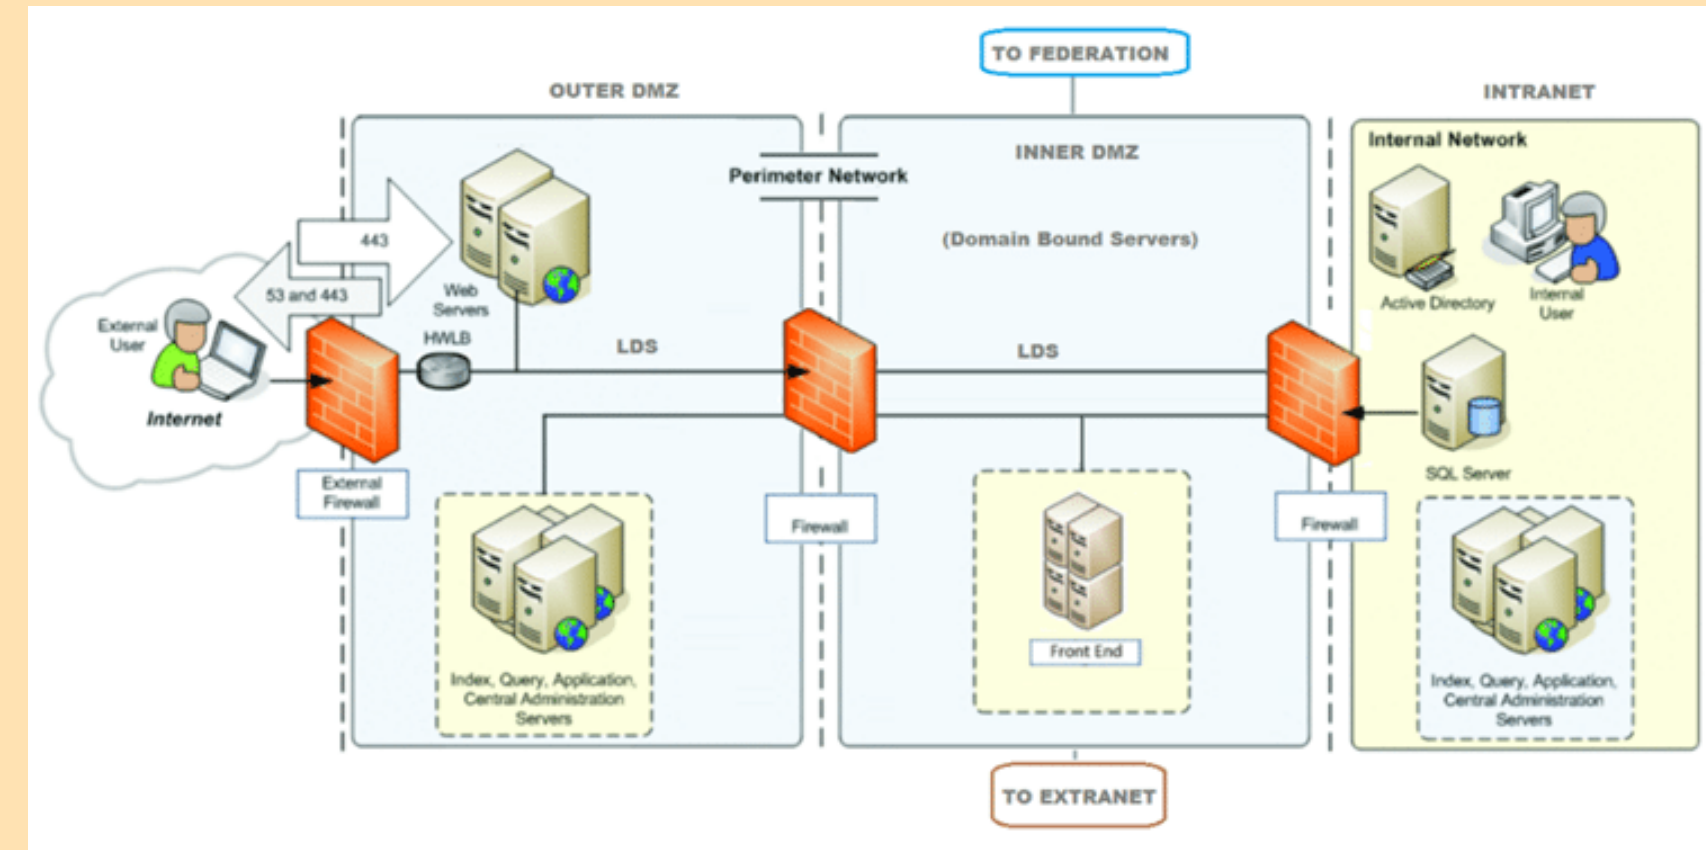 TO FEDERATION
OUTER DMZ
INTRANET
Internal Network
INNER DMZ
Perimeter Network
(Domain Bound Servers)
443
53 and 443
Web
Servers
HWLB
External
User
Internet
LDS
LDS
Active Directory
Internal
User
SQL Server
External
Firewall
Firewall
Firewall
Front End
Index, Query, Application,
Central Administration
Servers
Index, Query, Application,
Central Administration
Servers
TO EXTRANET